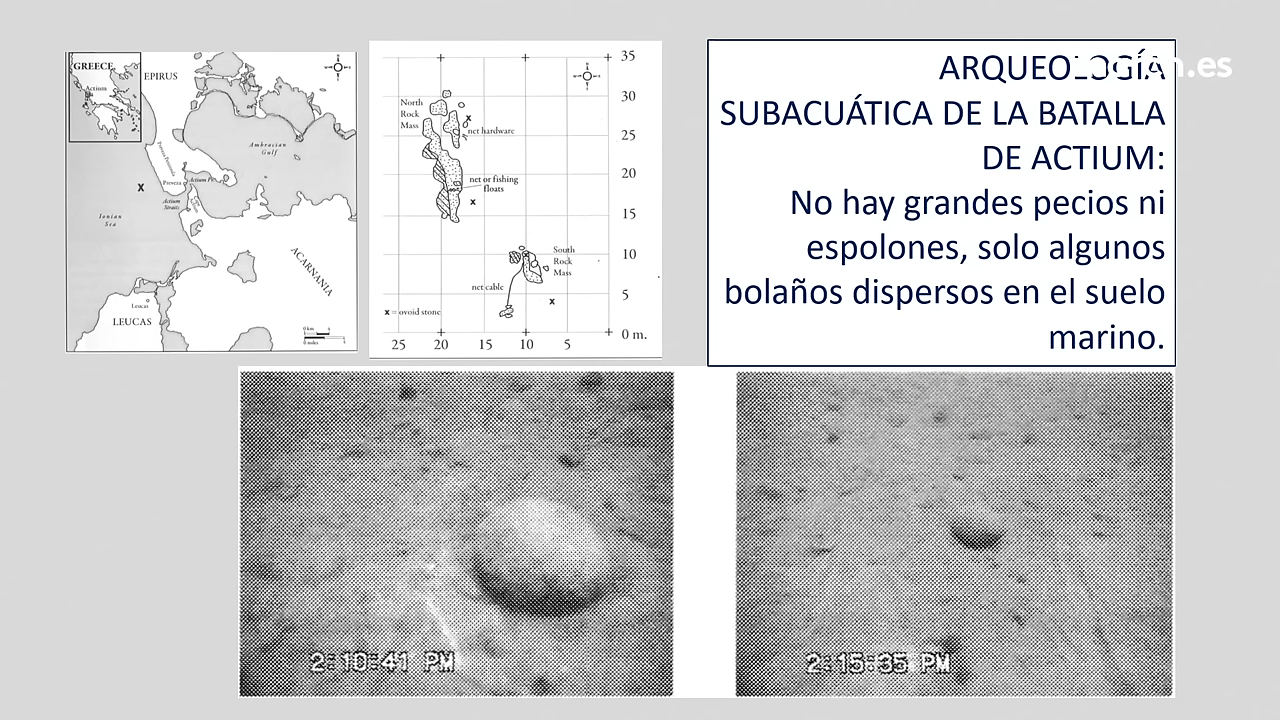 GREECE
Actium
EPIRUS
Ambracian
Gulf
Preveza
Actium
Straits
Ionian
Sea
ACARNANIA
Leucas
LEUCAS
North
Rock
Mass
net hardware
net or fishing
floats
South
Rock
Mass
net cable
x = ovoid stone
35
30
25
20
15
10
5
0 m.
25 20 15 10 5
ARQUEOLOGÍA
SUBACUÁTICA DE LA BATALLA
DE ACTIUM:
No hay grandes pecios ni
espolones, solo algunos
bolaños dispersos en el suelo
marino.
2:10:41 PM
2:15:35 PM